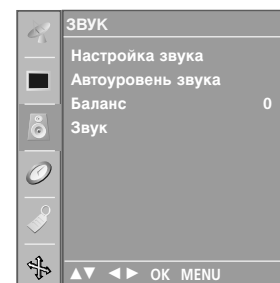 ЗВУК
Настройка звука
Автоуровень звука
Баланс 0
Звук
▲▼ ◄► OK MENU